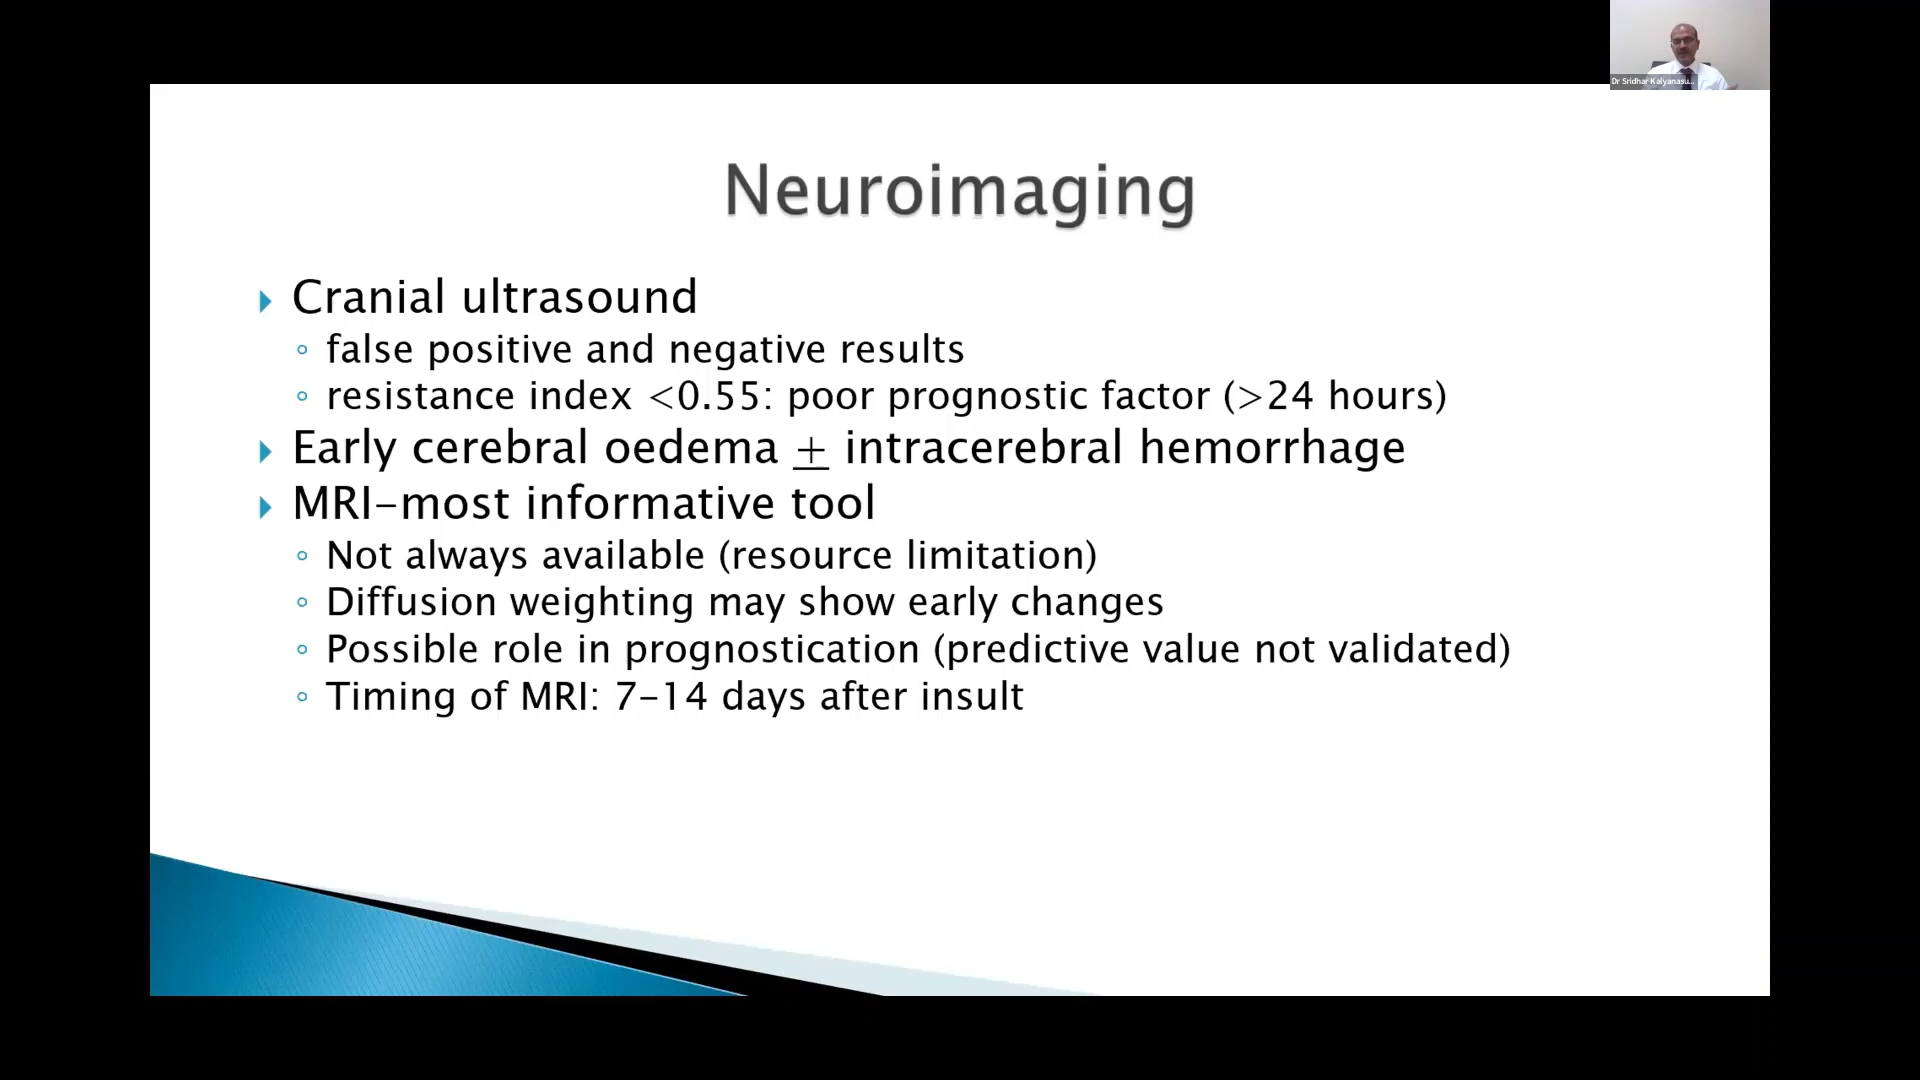 Dr Sridhar Kalyanasu...
Neuroimaging
Cranial ultrasound
false positive and negative results
resistance index <0.55: poor prognostic factor (>24 hours)
Early cerebral oedema ± intracerebral hemorrhage
MRI-most informative tool
Not always available (resource limitation)
Diffusion weighting may show early changes
Possible role in prognostication (predictive value not validated)
Timing of MRI: 7-14 days after insult